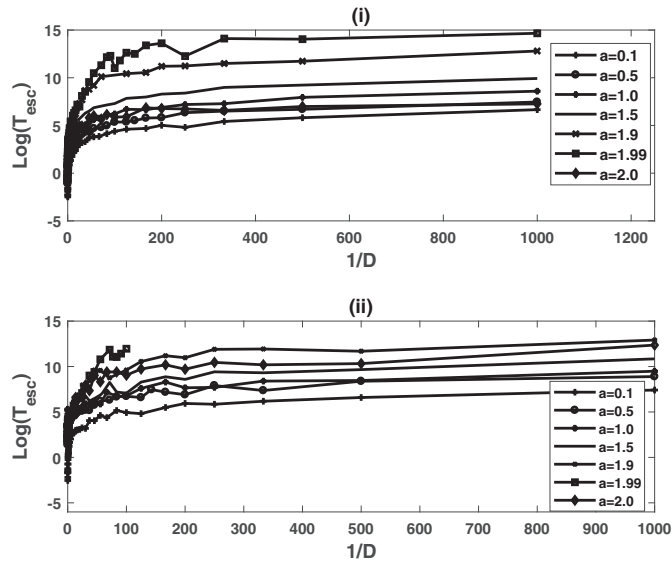 (i)
15
10
5
0
-5
Log(T_esc)
0 200 400 600 800 1000 1200
1/D
a=0.1
a=0.5
a=1.0
a=1.5
a=1.9
a=1.99
a=2.0
(ii)
15
10
5
0
-5
Log(T_esc)
0 100 200 300 400 500 600 700 800 900 1000
1/D
a=0.1
a=0.5
a=1.0
a=1.5
a=1.9
a=1.99
a=2.0